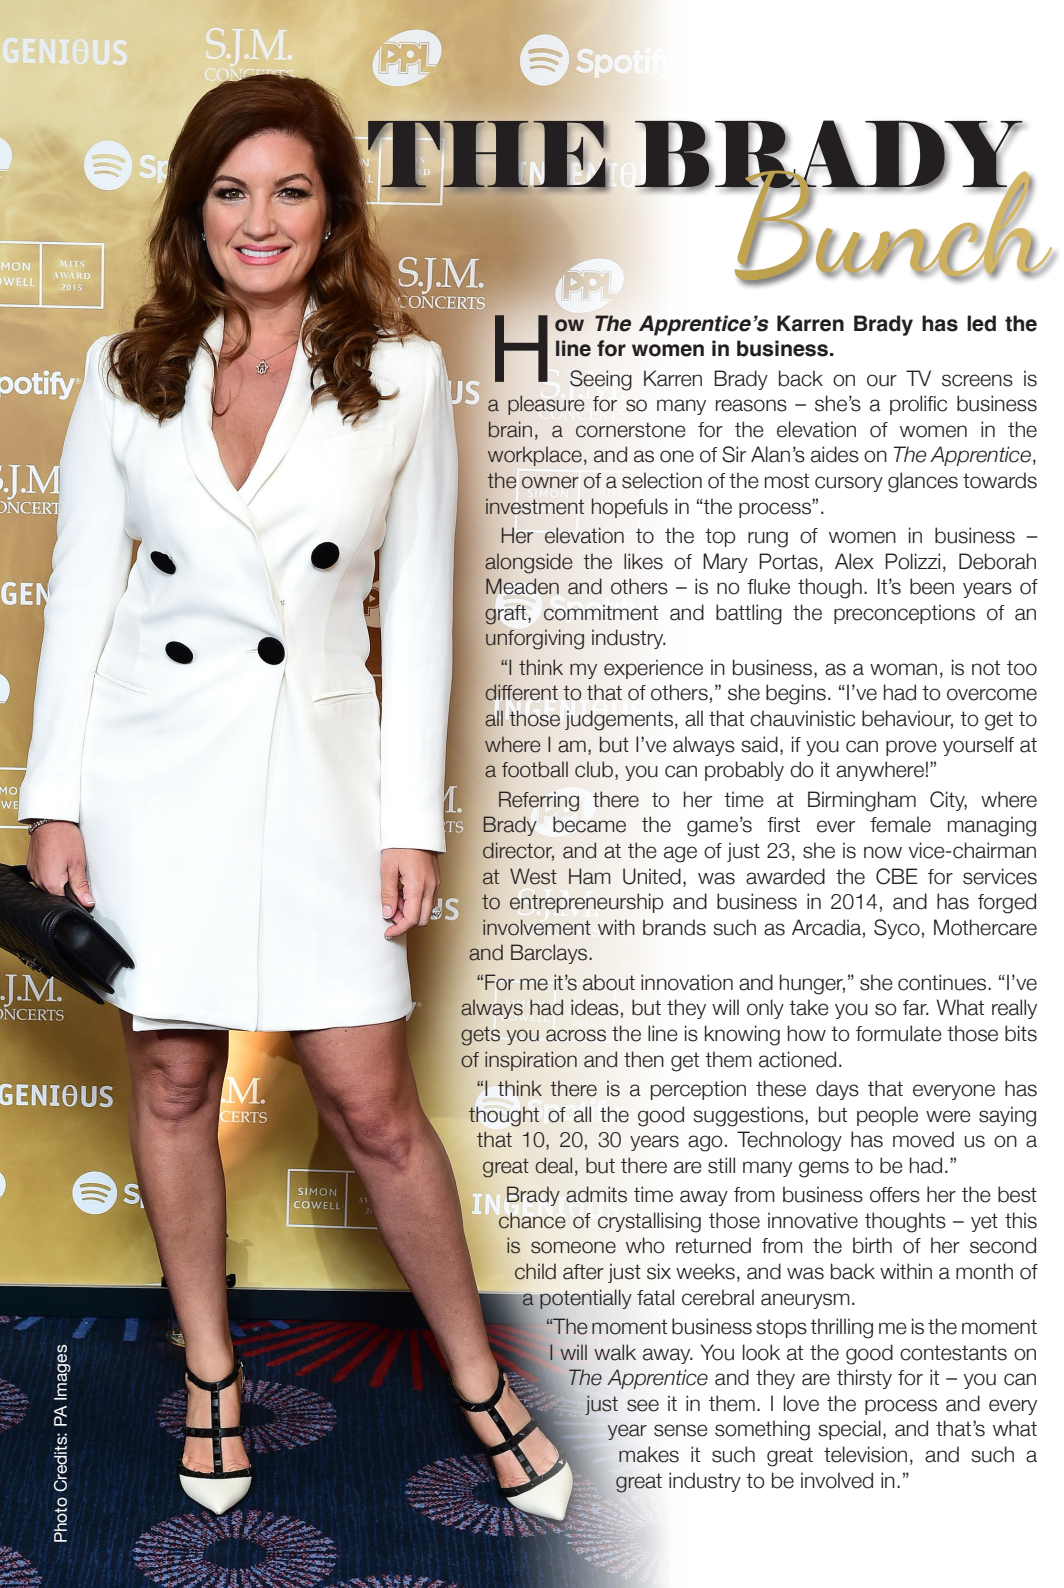 GENIӨUS
S.J.M.
CONCERTS
PPL
Spotify
THE BRADY
Bunch
MITS
AWARD
2015
S.J.M.
CONCERTS
PPL
potify
S.J.M.
CONCERTS
How The Apprentice's Karren Brady has led the
line for women in business.
Seeing Karren Brady back on our TV screens is
a pleasure for so many reasons – she's a prolific business
brain, a cornerstone for the elevation of women in the
workplace, and as one of Sir Alan's aides on The Apprentice,
the owner of a selection of the most cursory glances towards
investment hopefuls in “the process”.
Her elevation to the top rung of women in business –
alongside the likes of Mary Portas, Alex Polizzi, Deborah
Meaden and others – is no fluke though. It's been years of
graft, commitment and battling the preconceptions of an
unforgiving industry.
“I think my experience in business, as a woman, is not too
different to that of others,” she begins. “I've had to overcome
all those judgements, all that chauvinistic behaviour, to get to
where I am, but I've always said, if you can prove yourself at
a football club, you can probably do it anywhere!”
Referring there to her time at Birmingham City, where
Brady became the game's first ever female managing
director, and at the age of just 23, she is now vice-chairman
at West Ham United, was awarded the CBE for services
to entrepreneurship and business in 2014, and has forged
involvement with brands such as Arcadia, Syco, Mothercare
and Barclays.
“For me it's about innovation and hunger,” she continues. “I've
always had ideas, but they will only take you so far. What really
gets you across the line is knowing how to formulate those bits
of inspiration and then get them actioned.
“I think there is a perception these days that everyone has
thought of all the good suggestions, but people were saying
that 10, 20, 30 years ago. Technology has moved us on a
great deal, but there are still many gems to be had.”
Brady admits time away from business offers her the best
chance of crystallising those innovative thoughts – yet this
is someone who returned from the birth of her second
child after just six weeks, and was back within a month of
a potentially fatal cerebral aneurysm.
“The moment business stops thrilling me is the moment
I will walk away. You look at the good contestants on
The Apprentice and they are thirsty for it – you can
just see it in them. I love the process and every
year sense something special, and that's what
makes it such great television, and such a
great industry to be involved in.”
GENIӨUS
SIMON
COWELL
Photo Credits: PA Images